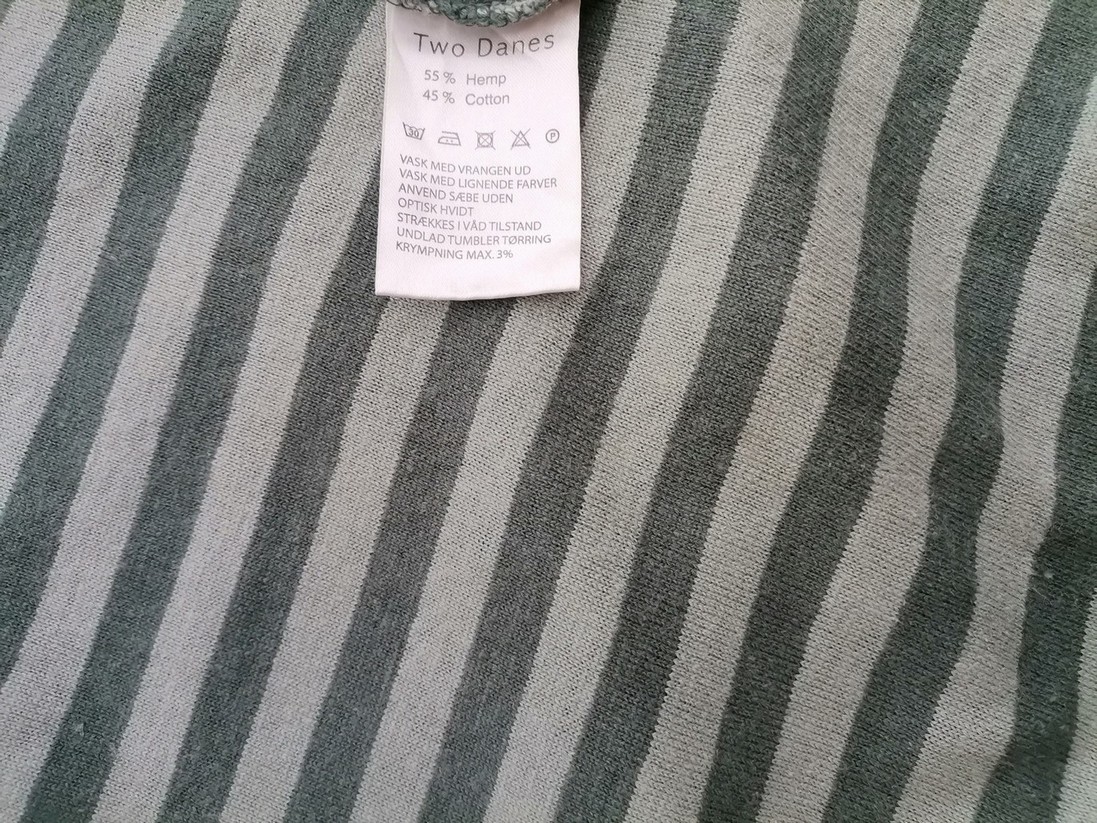 Two Danes
55% Hemp
45% Cotton
30 P
VASK MED VRANGEN UD
VASK MED LIGNENDE FARVER
ANVEND SÆBE UDEN
OPTISK HVIDT
STRÆKKES I VÅD TILSTAND
UNDLAD TUMBLER TØRRING
KRYMPNING MAX. 3%